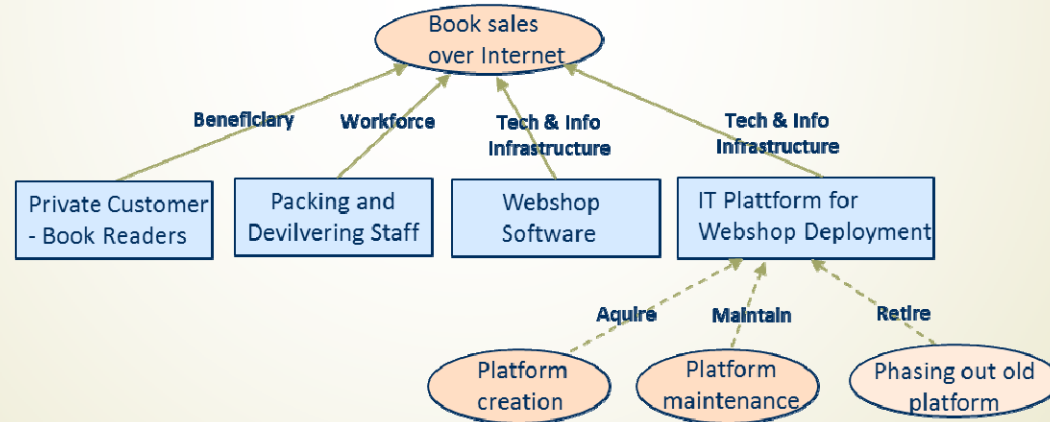 Book sales
over Internet
Beneficiary
Workforce
Tech & Info
Infrastructure
Tech & Info
Infrastructure
Private Customer
- Book Readers
Packing and
Devilvering Staff
Webshop
Software
IT Plattform for
Webshop Deployment
Aquire
Maintain
Retire
Platform
creation
Platform
maintenance
Phasing out old
platform